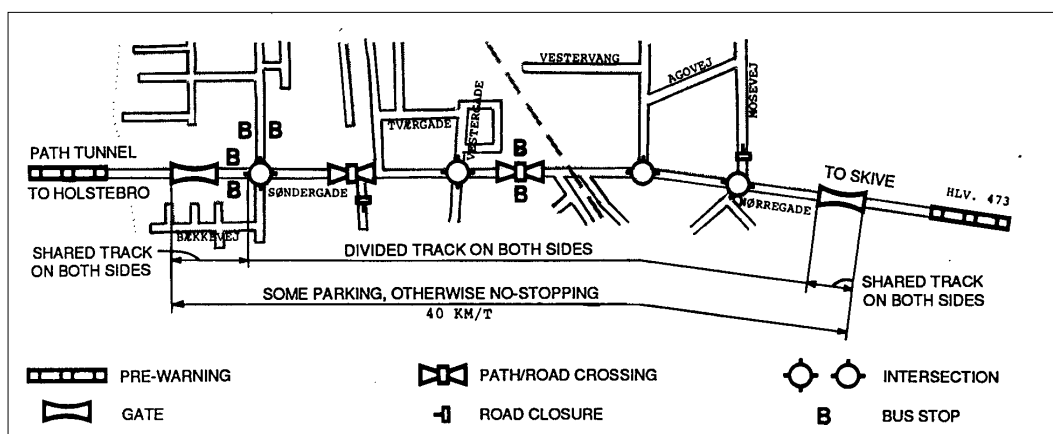 VESTERVANG
AGOVEJ
MOSEVEJ
TVÆRGADE
VESTERGADE
B
B B
B
PATH TUNNEL
TO HOLSTEBRO
B
B
SØNDERGADE
B
TO SKIVE
HLV. 473
NØRREGADE
BÆKKEVEJ
SHARED TRACK
ON BOTH SIDES
DIVIDED TRACK ON BOTH SIDES
SHARED TRACK
ON BOTH SIDES
SOME PARKING, OTHERWISE NO-STOPPING
40 KM/T
PRE-WARNING
PATH/ROAD CROSSING
INTERSECTION
GATE
ROAD CLOSURE
B BUS STOP